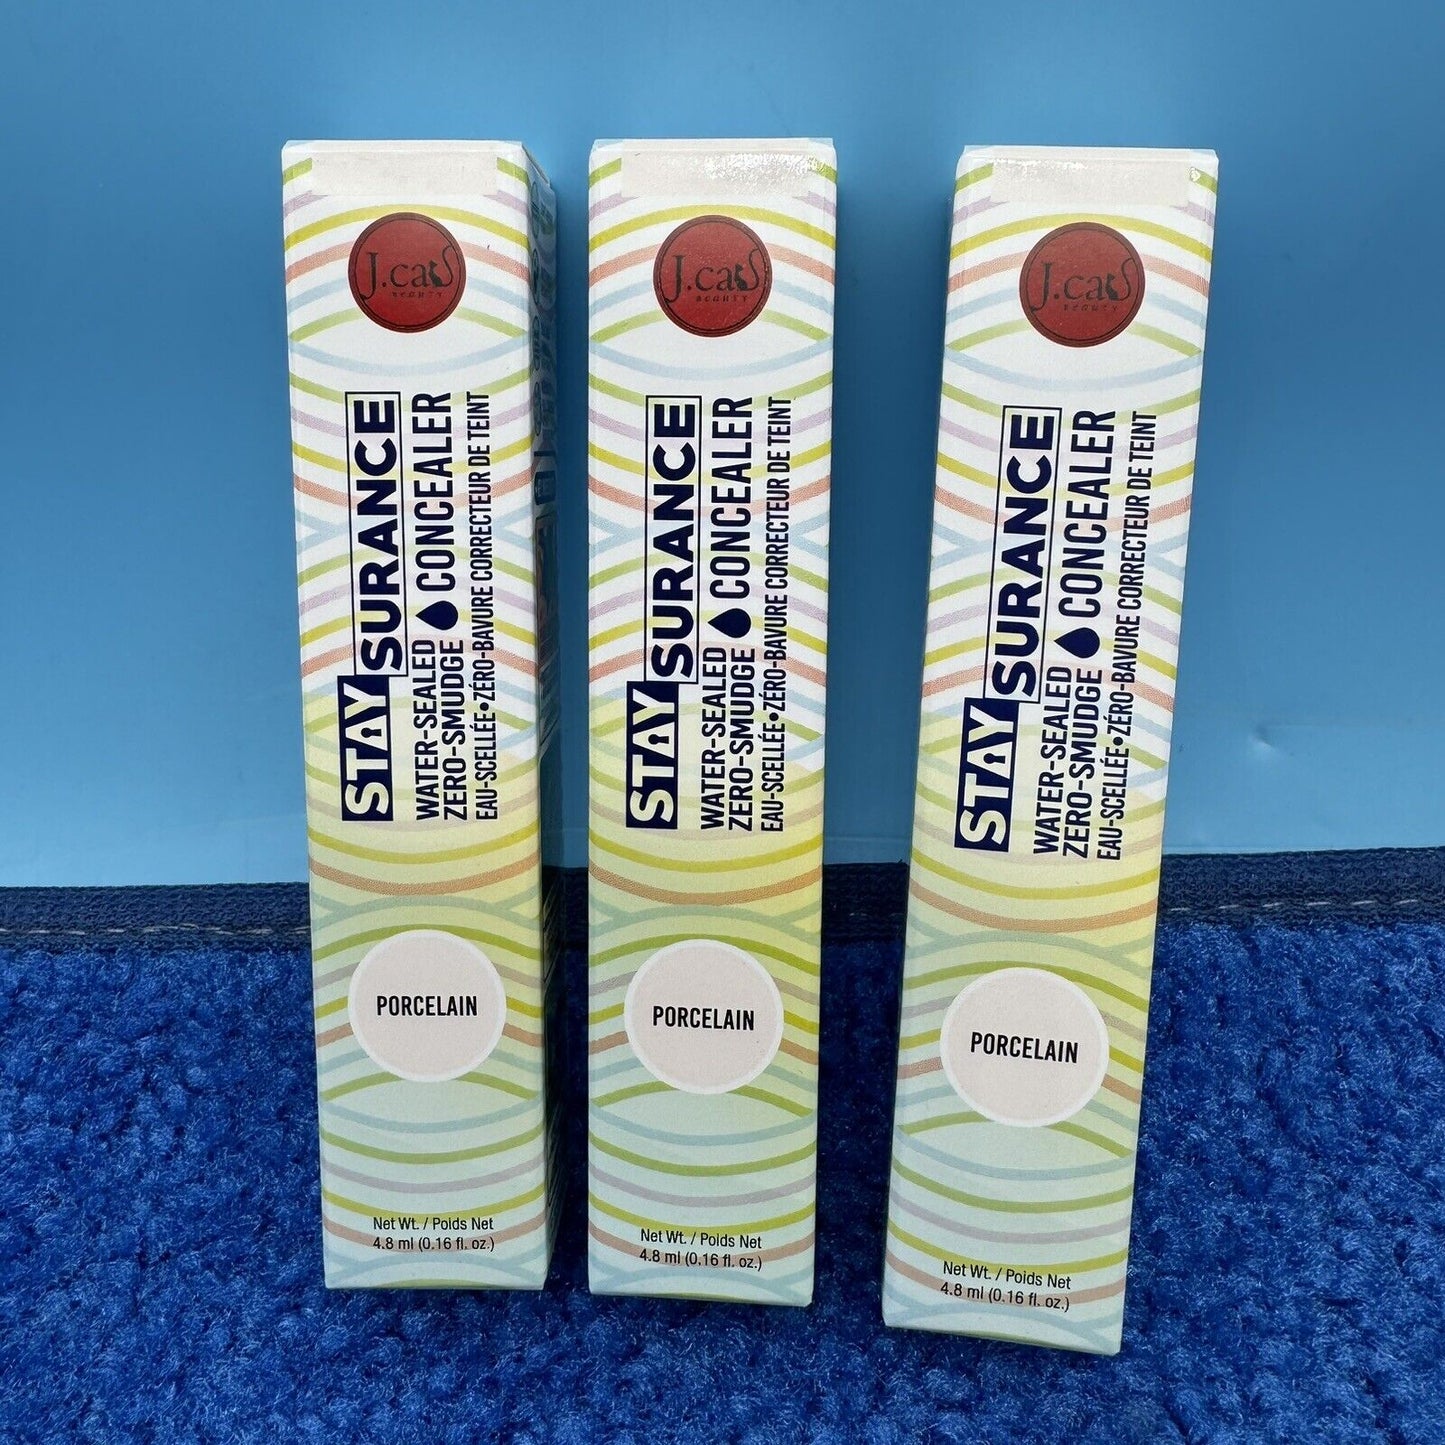 J.cat
BEAUTY
STAY
SURANCE
WATER-SEALED
ZERO-SMUDGE CONCEALER
EAU-SCELLÉE•ZÉRO-BAVURE CORRECTEUR DE TEINT
PORCELAIN
Net Wt. / Poids Net
4.8 ml (0.16 fl. oz.)
J.cat
BEAUTY
STAY
SURANCE
WATER-SEALED
ZERO-SMUDGE CONCEALER
EAU-SCELLÉE•ZÉRO-BAVURE CORRECTEUR DE TEINT
PORCELAIN
Net Wt. / Poids Net
4.8 ml (0.16 fl. oz.)
J.cat
BEAUTY
STAY
SURANCE
WATER-SEALED
ZERO-SMUDGE CONCEALER
EAU-SCELLÉE•ZÉRO-BAVURE CORRECTEUR DE TEINT
PORCELAIN
Net Wt. / Poids Net
4.8 ml (0.16 fl. oz.)